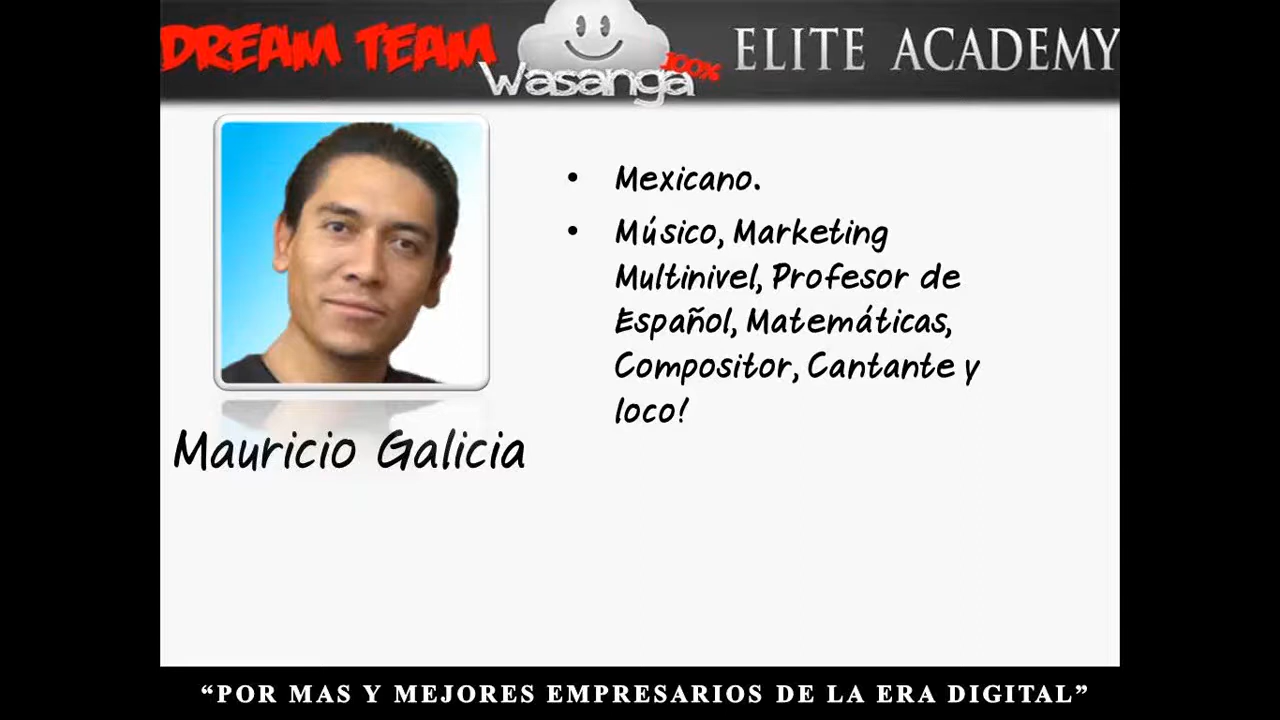 DREAM TEAM Wasanga 100% ELITE ACADEMY
• Mexicano.
• Músico, Marketing
Multinivel, Profesor de
Español, Matemáticas,
Compositor, Cantante y
loco!
Mauricio Galicia
“POR MAS Y MEJORES EMPRESARIOS DE LA ERA DIGITAL”